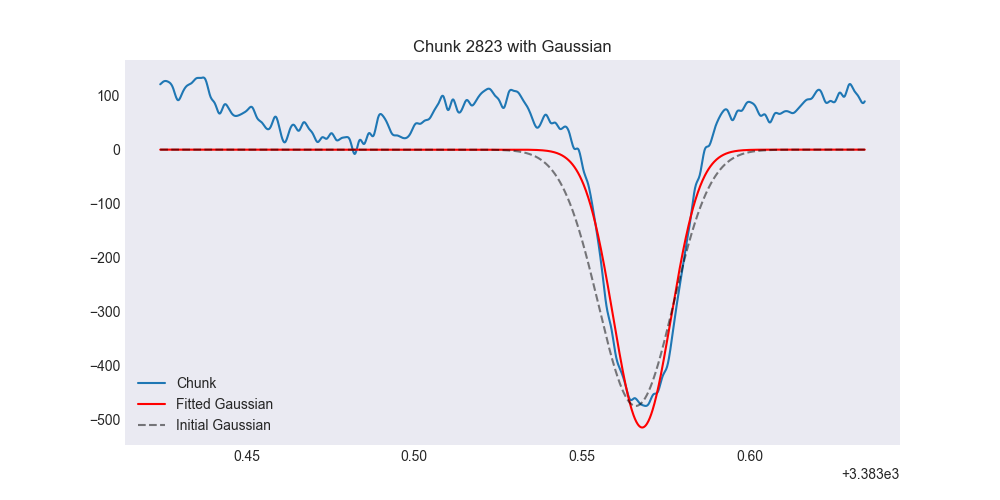 Chunk 2823 with Gaussian
100
0
−100
−200
−300
−400
−500
Chunk
Fitted Gaussian
Initial Gaussian
0.45 0.50 0.55 0.60
+3.383e3